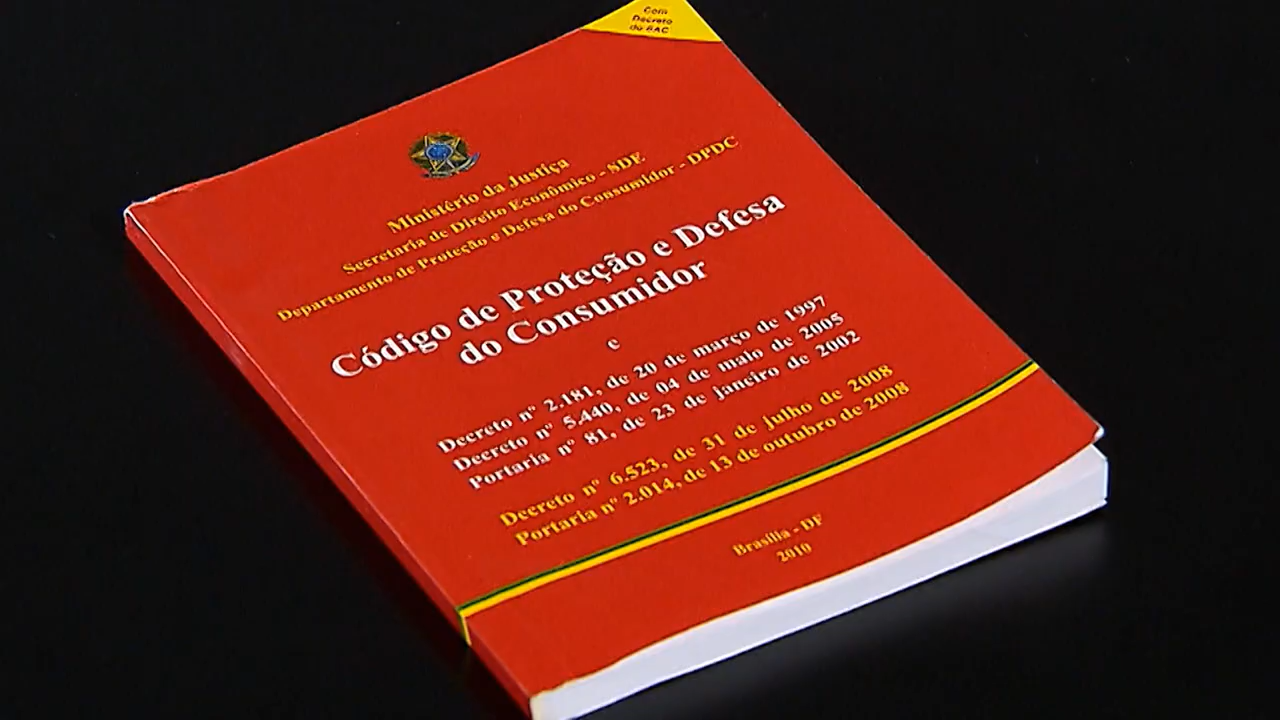 Com
Decreto
do SAC
Ministério da Justiça
Secretaria de Direito Econômico - SDE
Departamento de Proteção e Defesa do Consumidor - DPDC
Código de Proteção e Defesa
do Consumidor
e
Decreto nº 2.181, de 20 de março de 1997
Decreto nº 5.440, de 04 de maio de 2005
Portaria nº 81, de 23 de janeiro de 2002
Decreto nº 6.523, de 31 de julho de 2008
Portaria nº 2.014, de 13 de outubro de 2008
Brasília - DF
2010